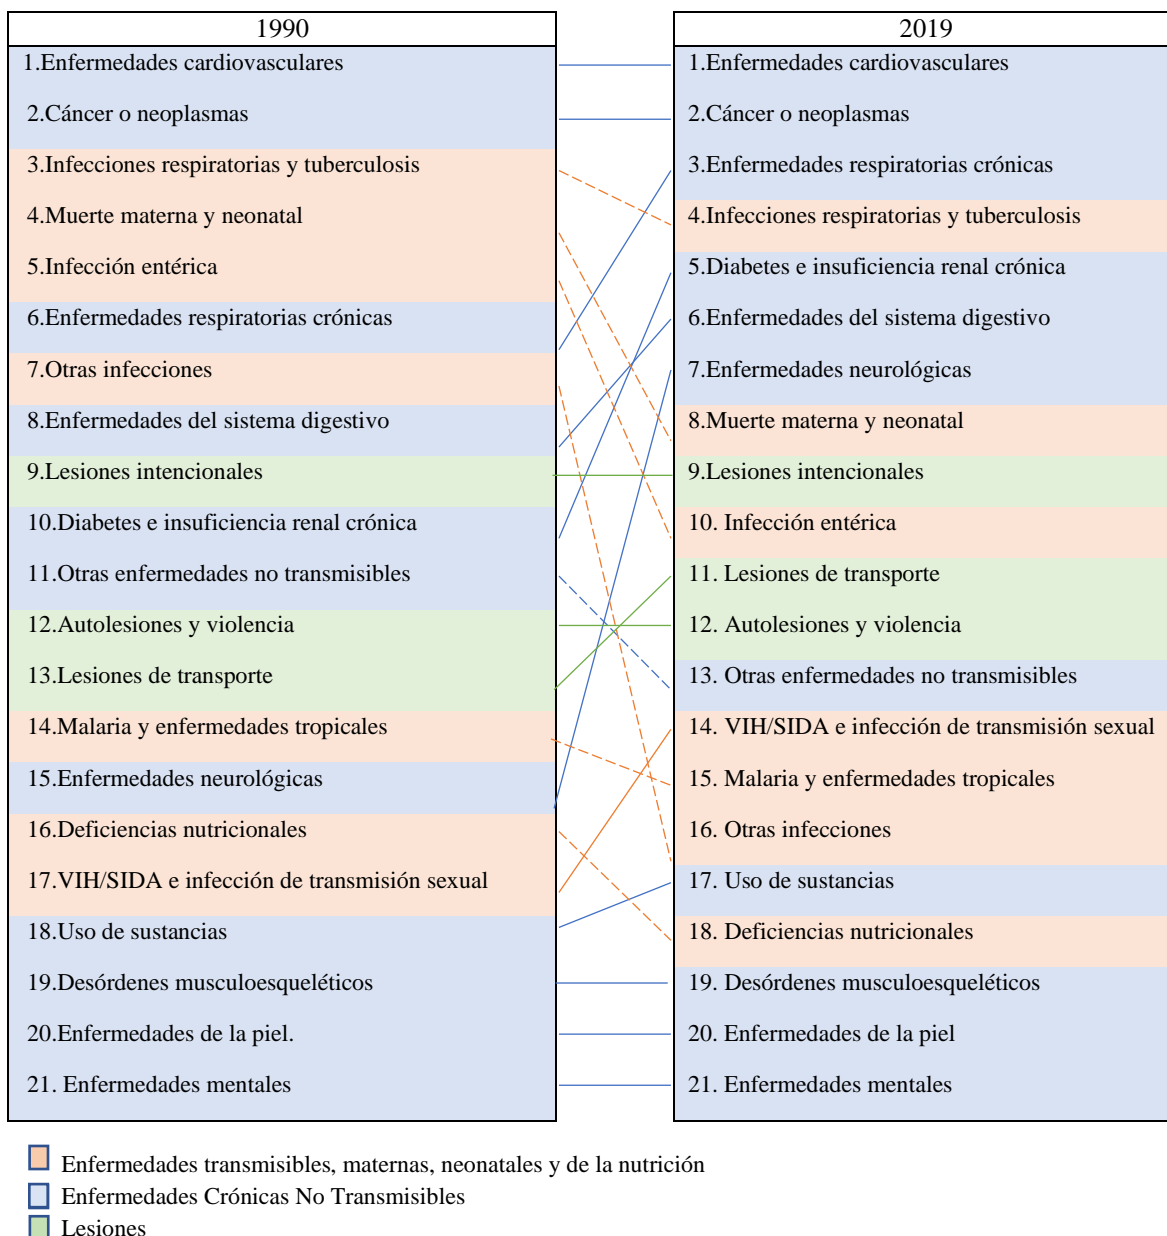 1990
1.Enfermedades cardiovasculares
2.Cáncer o neoplasmas
3.Infecciones respiratorias y tuberculosis
4.Muerte materna y neonatal
5.Infección entérica
6.Enfermedades respiratorias crónicas
7.Otras infecciones
8.Enfermedades del sistema digestivo
9.Lesiones intencionales
10.Diabetes e insuficiencia renal crónica
11.Otras enfermedades no transmisibles
12.Autolesiones y violencia
13.Lesiones de transporte
14.Malaria y enfermedades tropicales
15.Enfermedades neurológicas
16.Deficiencias nutricionales
17.VIH/SIDA e infección de transmisión sexual
18.Uso de sustancias
19.Desórdenes musculoesqueléticos
20.Enfermedades de la piel.
21. Enfermedades mentales
2019
1.Enfermedades cardiovasculares
2.Cáncer o neoplasmas
3.Enfermedades respiratorias crónicas
4.Infecciones respiratorias y tuberculosis
5.Diabetes e insuficiencia renal crónica
6.Enfermedades del sistema digestivo
7.Enfermedades neurológicas
8.Muerte materna y neonatal
9.Lesiones intencionales
10. Infección entérica
11. Lesiones de transporte
12. Autolesiones y violencia
13. Otras enfermedades no transmisibles
14. VIH/SIDA e infección de transmisión sexual
15. Malaria y enfermedades tropicales
16. Otras infecciones
17. Uso de sustancias
18. Deficiencias nutricionales
19. Desórdenes musculoesqueléticos
20. Enfermedades de la piel
21. Enfermedades mentales
Enfermedades transmisibles, maternas, neonatales y de la nutrición
Enfermedades Crónicas No Transmisibles
Lesiones